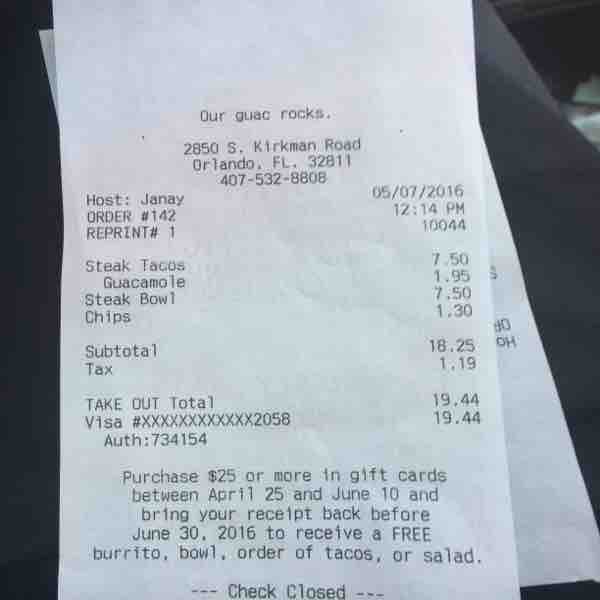 Our guac rocks.
2850 S. Kirkman Road
Orlando, FL. 32811
407-532-8808
Host: Janay 05/07/2016
ORDER #142 12:14 PM
REPRINT# 1 10044
Steak Tacos 7.50
Guacamole 1.95
Steak Bowl 7.50
Chips 1.30
Subtotal 18.25
Tax 1.19
TAKE OUT Total 19.44
Visa #XXXXXXXXXXXX2058 19.44
Auth:734154
Purchase $25 or more in gift cards
between April 25 and June 10 and
bring your receipt back before
June 30, 2016 to receive a FREE
burrito, bowl, order of tacos, or salad.
--- Check Closed ---